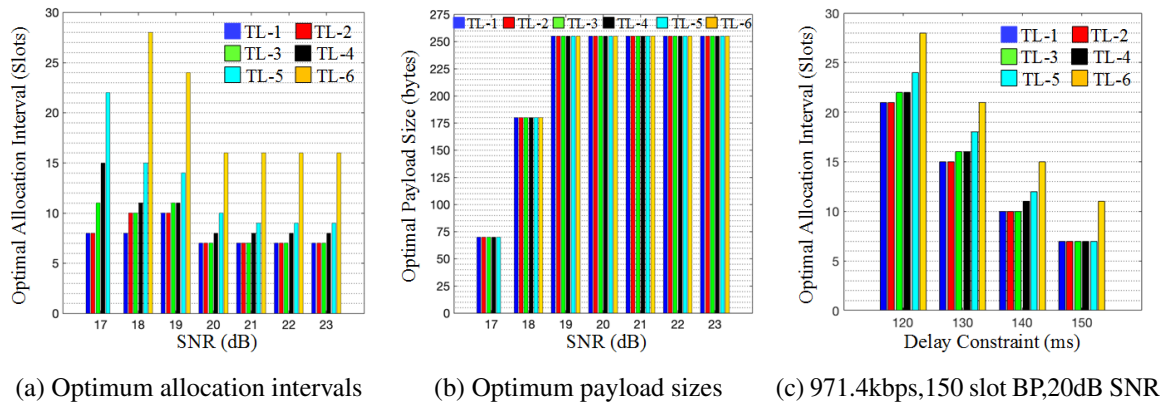 Optimal Allocation Interval (Slots)
30
25
20
15
10
5
0
TL-1 TL-2
TL-3 TL-4
TL-5 TL-6
17 18 19 20 21 22 23
SNR (dB)
(a) Optimum allocation intervals
Optimal Payload Size (bytes)
275
250
225
200
175
150
125
100
75
50
25
0
TL-1 TL-2 TL-3 TL-4 TL-5 TL-6
17 18 19 20 21 22 23
SNR (dB)
(b) Optimum payload sizes
Optimal Allocation Interval (Slots)
30
25
20
15
10
5
0
TL-1 TL-2
TL-3 TL-4
TL-5 TL-6
120 130 140 150
Delay Constraint (ms)
(c) 971.4kbps,150 slot BP,20dB SNR